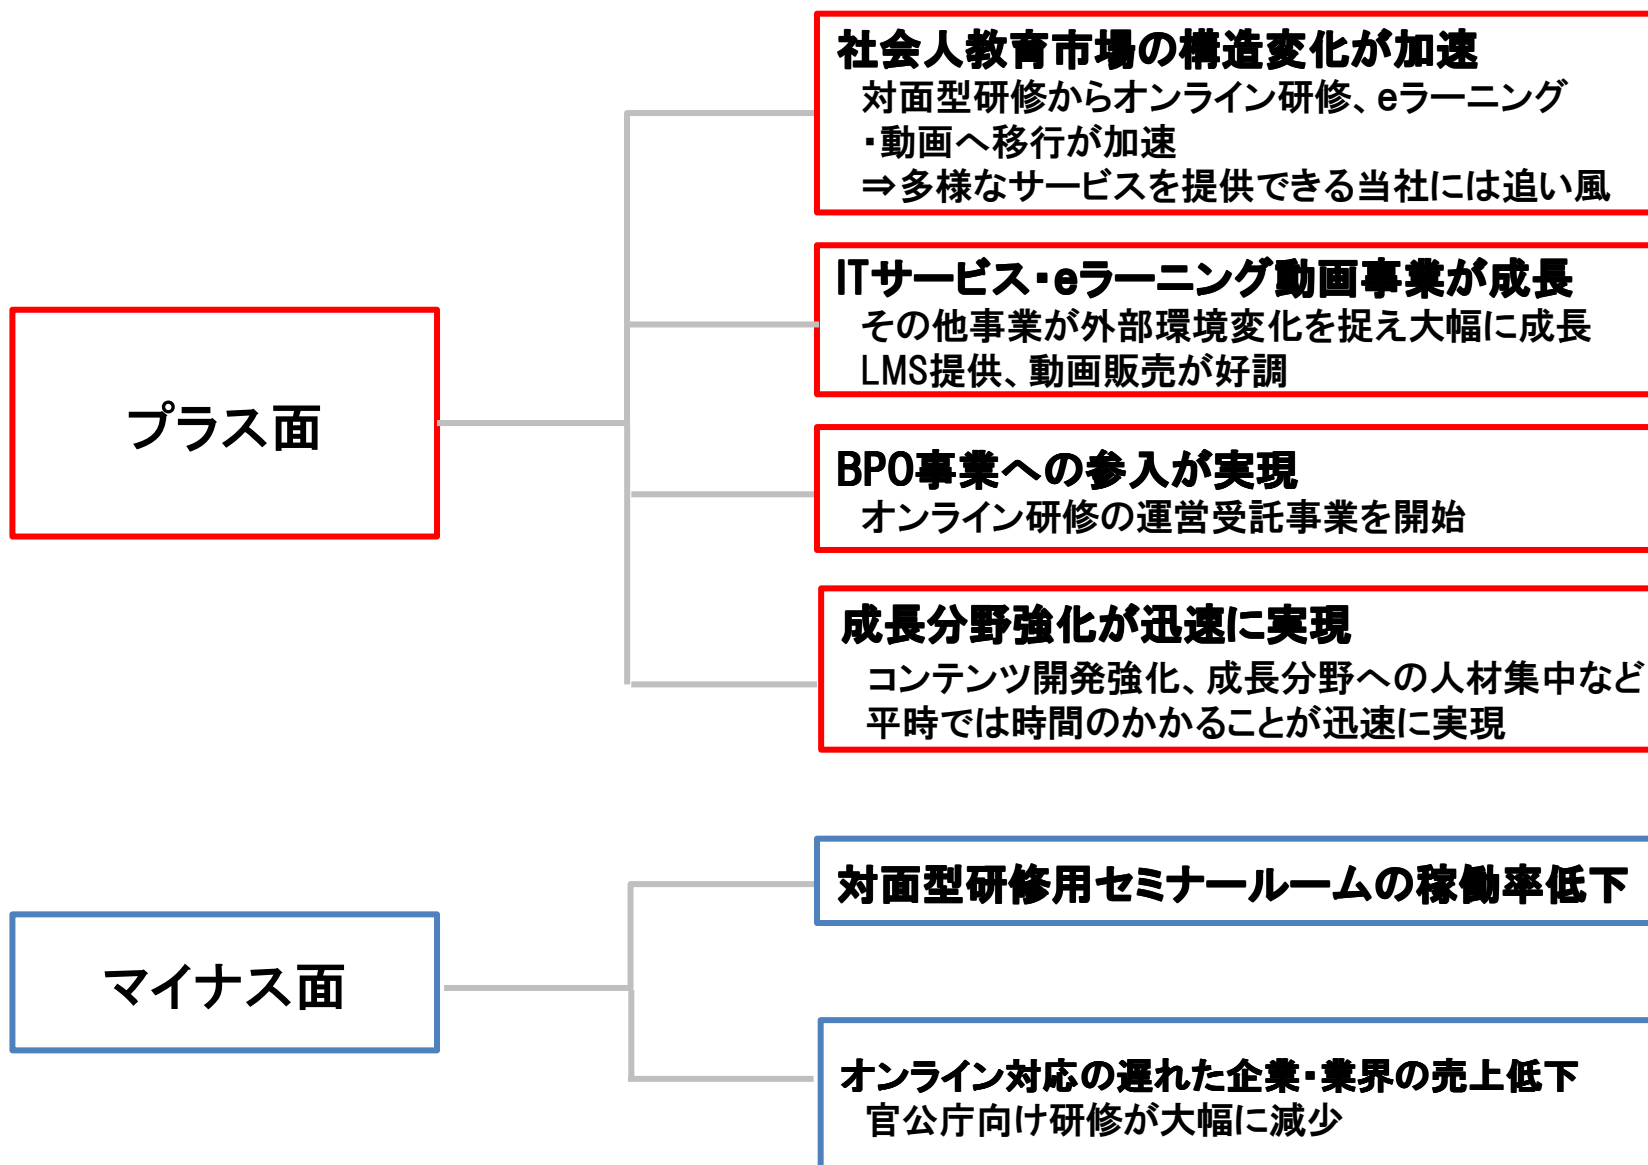 プラス面
社会人教育市場の構造変化が加速
対面型研修からオンライン研修、eラーニング
・動画へ移行が加速
⇒多様なサービスを提供できる当社には追い風
ITサービス・eラーニング動画事業が成長
その他事業が外部環境変化を捉え大幅に成長
LMS提供、動画販売が好調
BPO事業への参入が実現
オンライン研修の運営受託事業を開始
成長分野強化が迅速に実現
コンテンツ開発強化、成長分野への人材集中など
平時では時間のかかることが迅速に実現
マイナス面
対面型研修用セミナールームの稼働率低下
オンライン対応の遅れた企業・業界の売上低下
官公庁向け研修が大幅に減少